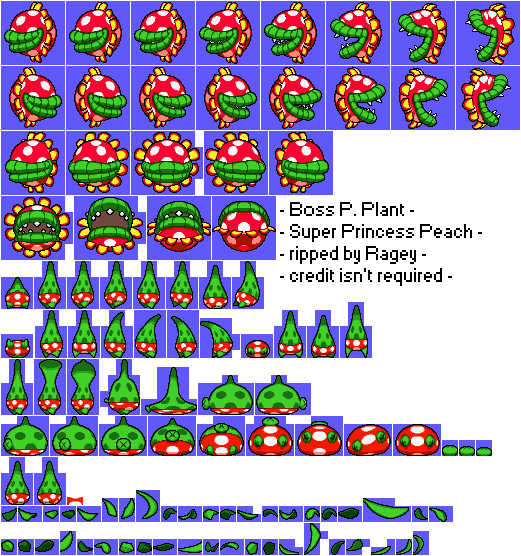 - Boss P. Plant -
- Super Princess Peach -
- ripped by Ragey -
- credit isn't required -